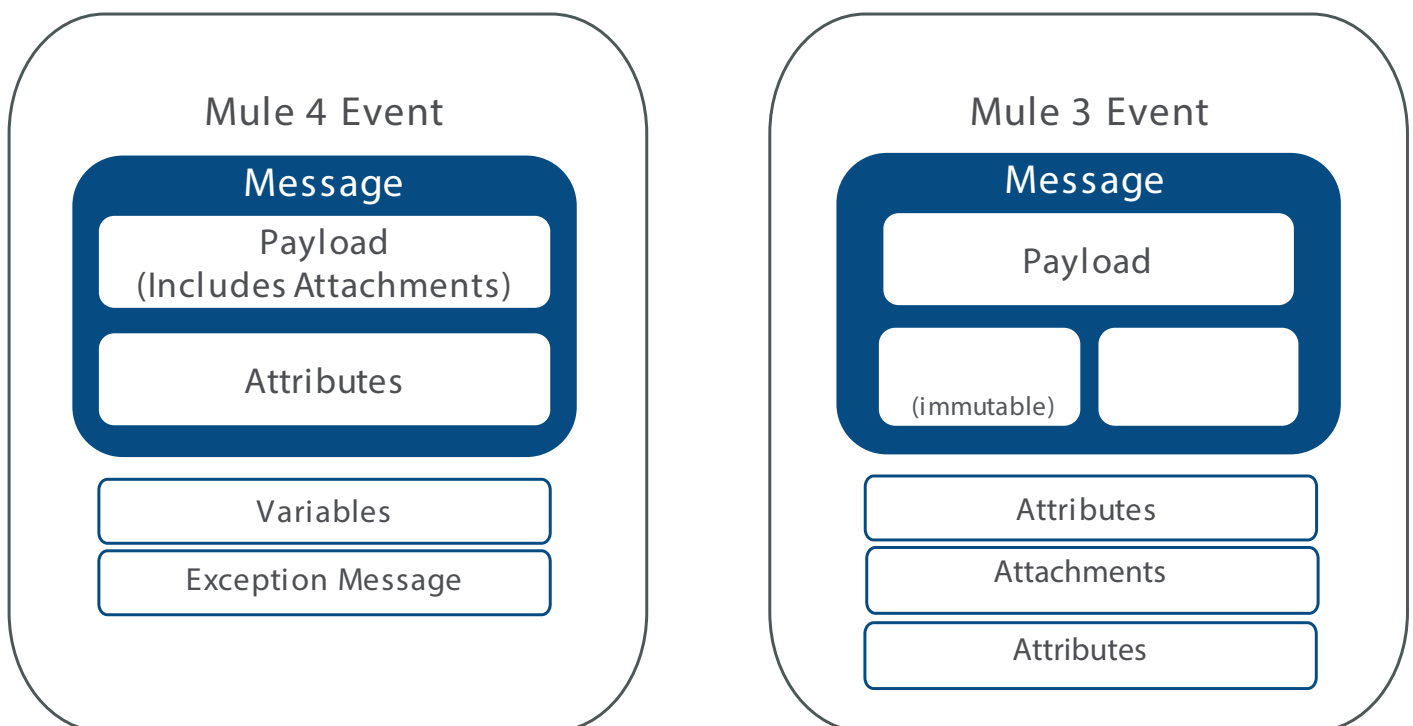 Mule 4 Event
Message
Payload
(Includes Attachments)
Attributes
Variables
Exception Message
Mule 3 Event
Message
Payload
(immutable)
Attributes
Attachments
Attributes